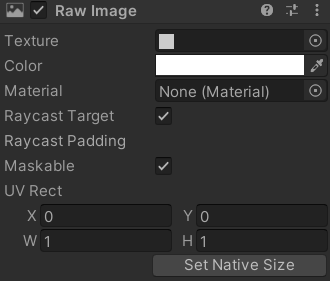 Raw Image
Texture
Color
Material None (Material)
Raycast Target
Raycast Padding
Maskable
UV Rect
X 0 Y 0
W 1 H 1
Set Native Size